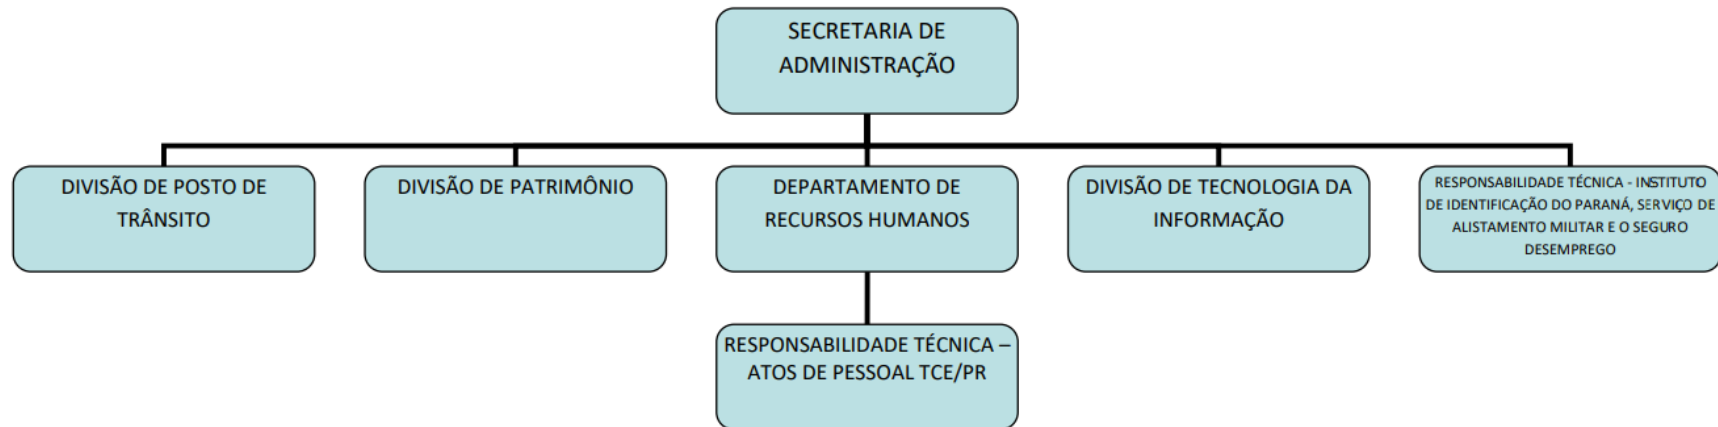 SECRETARIA DE
ADMINISTRAÇÃO
DIVISÃO DE POSTO DE
TRÂNSITO
DIVISÃO DE PATRIMÔNIO
DEPARTAMENTO DE
RECURSOS HUMANOS
DIVISÃO DE TECNOLOGIA DA
INFORMAÇÃO
RESPONSABILIDADE TÉCNICA - INSTITUTO
DE IDENTIFICAÇÃO DO PARANÁ, SERVIÇO DE
ALISTAMENTO MILITAR E O SEGURO
DESEMPREGO
RESPONSABILIDADE TÉCNICA –
ATOS DE PESSOAL TCE/PR